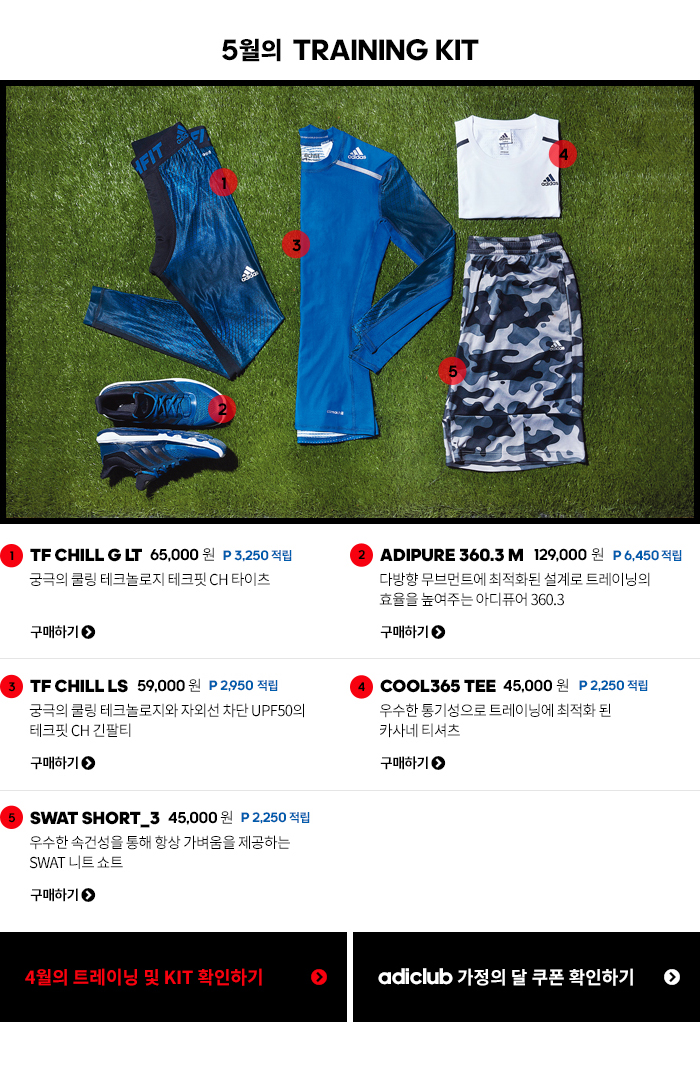 5월의 TRAINING KIT
FIT
adidas
1
adidas
4
adidas
3
adidas
5
adidas
2
1 TF CHILL G LT 65,000 원 P 3,250 적립
궁극의 쿨링 테크놀로지 테크핏 CH 타이츠
구매하기
2 ADIPURE 360.3 M 129,000 원 P 6,450 적립
다방향 무브먼트에 최적화된 설계로 트레이닝의
효율을 높여주는 아디퓨어 360.3
구매하기
3 TF CHILL LS 59,000 원 P 2,950 적립
궁극의 쿨링 테크놀로지와 자외선 차단 UPF50의
테크핏 CH 긴팔티
구매하기
4 COOL365 TEE 45,000 원 P 2,250 적립
우수한 통기성으로 트레이닝에 최적화 된
카사네 티셔츠
구매하기
5 SWAT SHORT_3 45,000 원 P 2,250 적립
우수한 속건성을 통해 항상 가벼움을 제공하는
SWAT 니트 쇼트
구매하기
4월의 트레이닝 및 KIT 확인하기
adiclub 가정의 달 쿠폰 확인하기